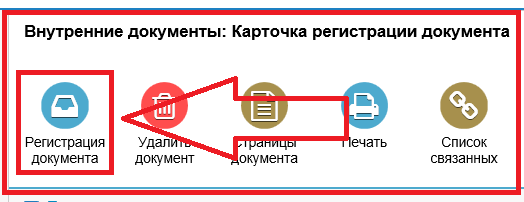 Внутренние документы: Карточка регистрации документа
Регистрация документа
Удалить документ
Страницы документа
Печать
Список связанных